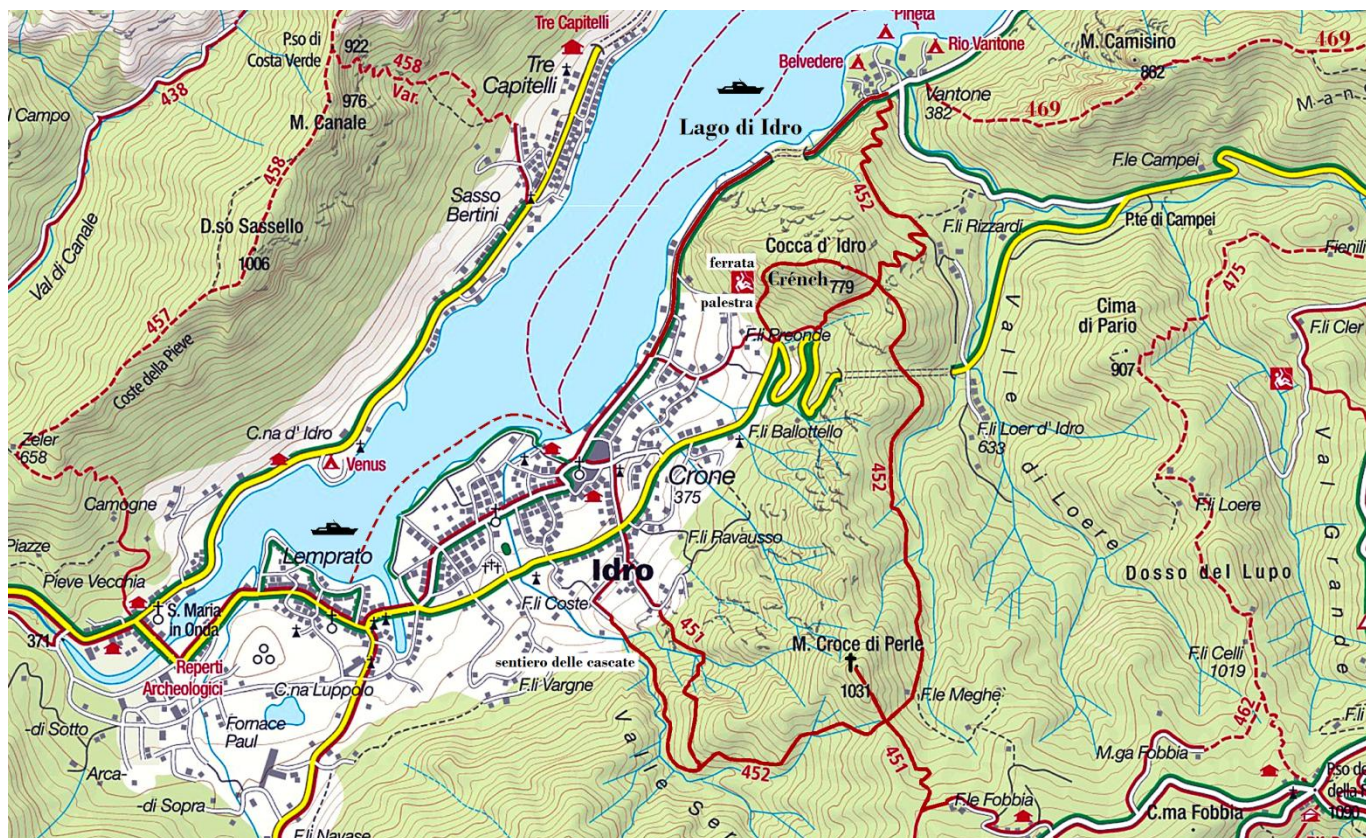 Tre Capitelli
Pineta
P.so di
Costa Verde
922
458
Var.
Tre
Capitelli
Belvedere
Rio Vantone
M. Camisino
882
469
469
438
l Campo
976
M. Canale
Lago di Idro
Vantone
382
458
Sasso
Bertini
452
F.le Campei
D.so Sassello
1006
Val di Canale
Cocca d' Idro
F.li Rizzardi
P.te di Campei
Fienili
ferrata
Crénch
779
palestra
475
457
Coste della Pieve
Cima
di Pario
907
F.li Cler
F.li Preonde
Valle
di Loere
Zeler
658
C.na d' Idro
Venus
F.li Ballottello
F.li Loer d' Idro
633
Crone
375
452
Val Grande
Camogne
F.li Loere
Piazze
Lemprato
F.li Ravausso
Dosso del Lupo
Pieve Vecchia
Idro
F.li Coste
371
S. Maria
in Onda
451
M. Croce di Perle
1031
F.li Celli
1019
Reperti
Archeologici
sentiero delle cascate
C.na Luppolo
F.li Vargne
F.le Meghe
-di Sotto
Fornace
Paul
462
Arca-
452
451
M.ga Fobbia
-di Sopra
F.le Fobbia
C.ma Fobbia
1090
F.li Navase